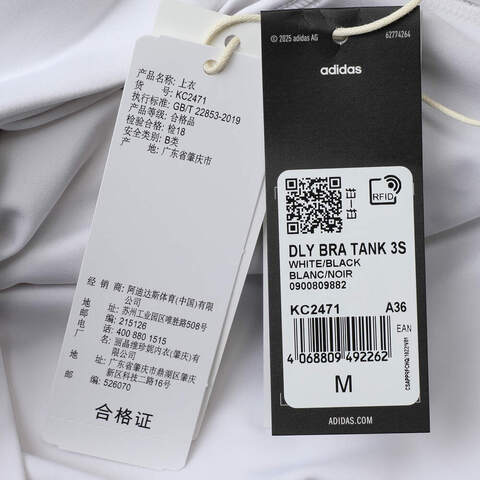 产品名称: 上衣
货 号: KC2471
执行标准: GB/T 22853-2019
产品等级: 合格品
检验合格: 检18
安全类别: B类
产 地: 广东省肇庆市
经 销 商: 阿迪达斯体育(中国)有限公司
地 址: 苏州工业园区唯胜路508号
邮 编: 215126
电 话: 400 880 1515
厂 名: 丽晶维珍妮内衣(肇庆)有限公司
地 址: 广东省肇庆市鼎湖区肇庆新区科技二路16号
邮 编: 526070
合格证
© 2025 adidas AG
62774264
adidas
RFID
DLY BRA TANK 3S
WHITE/BLACK
BLANC/NOIR
0900809882
KC2471 A36
EAN
4 068809 492262
M
ADIDAS.COM